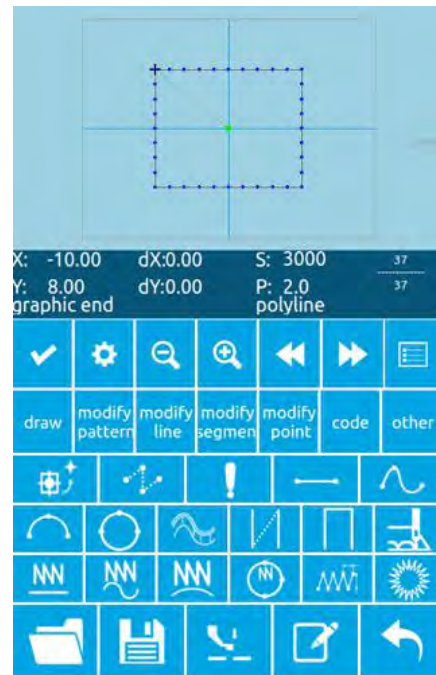 X: -10.00 dX:0.00 S: 3000 37
Y: 8.00 dY:0.00 P: 2.0 37
graphic end polyline
draw modify pattern modify line modify segmen modify point code other